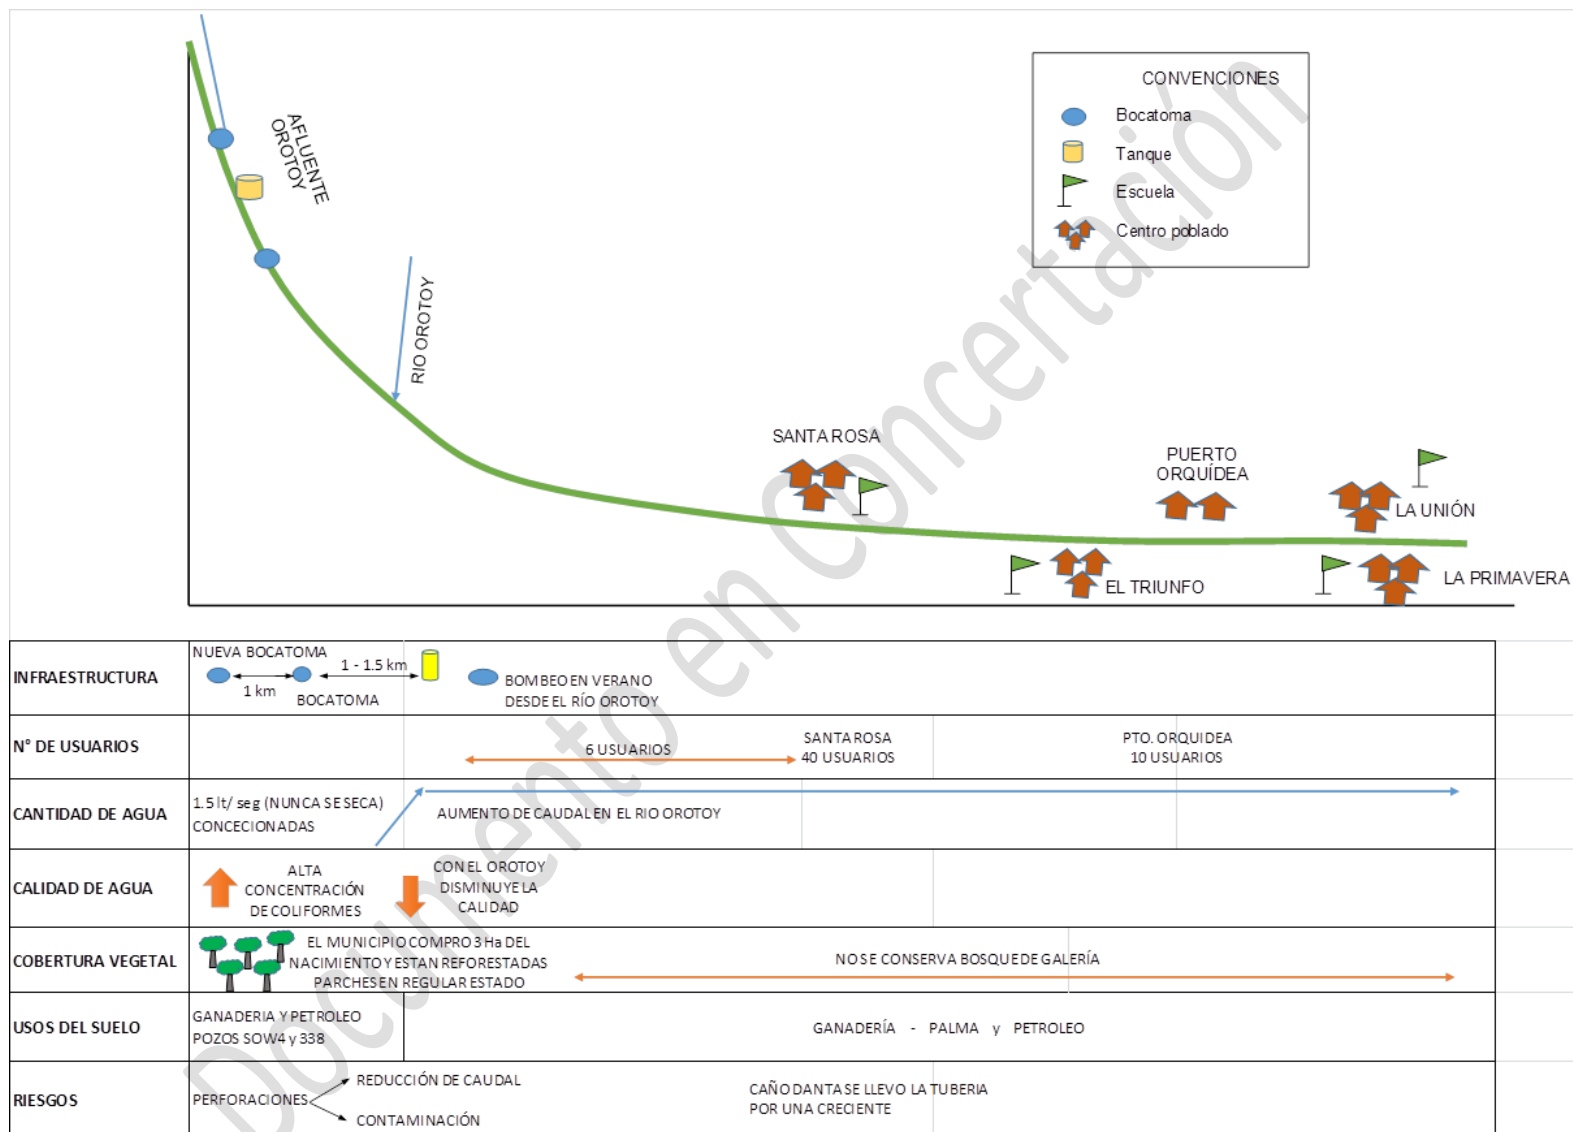 AFLUENTE
OROTOY
RIO OROTOY
CONVENCIONES
Bocatoma
Tanque
Escuela
Centro poblado
SANTA ROSA
PUERTO
ORQUÍDEA
LA UNIÓN
EL TRIUNFO
LA PRIMAVERA
Documento en Concertación
INFRAESTRUCTURA
NUEVA BOCATOMA
1 km
BOCATOMA
1 - 1.5 km
BOMBEO EN VERANO
DESDE EL RÍO OROTOY
N° DE USUARIOS
6 USUARIOS
SANTA ROSA
40 USUARIOS
PTO. ORQUIDEA
10 USUARIOS
CANTIDAD DE AGUA
1.5 lt/ seg (NUNCA SE SECA)
CONCECIONADAS
AUMENTO DE CAUDAL EN EL RIO OROTOY
CALIDAD DE AGUA
ALTA
CONCENTRACIÓN
DE COLIFORMES
CON EL OROTOY
DISMINUYE LA
CALIDAD
COBERTURA VEGETAL
EL MUNICIPIO COMPRO 3 Ha DEL
NACIMIENTO Y ESTAN REFORESTADAS
PARCHES EN REGULAR ESTADO
NO SE CONSERVA BOSQUE DE GALERÍA
USOS DEL SUELO
GANADERIA Y PETROLEO
POZOS SOW4 y 338
GANADERÍA - PALMA y PETROLEO
RIESGOS
PERFORACIONES
REDUCCIÓN DE CAUDAL
CONTAMINACIÓN
CAÑO DANTA SE LLEVO LA TUBERIA
POR UNA CRECIENTE